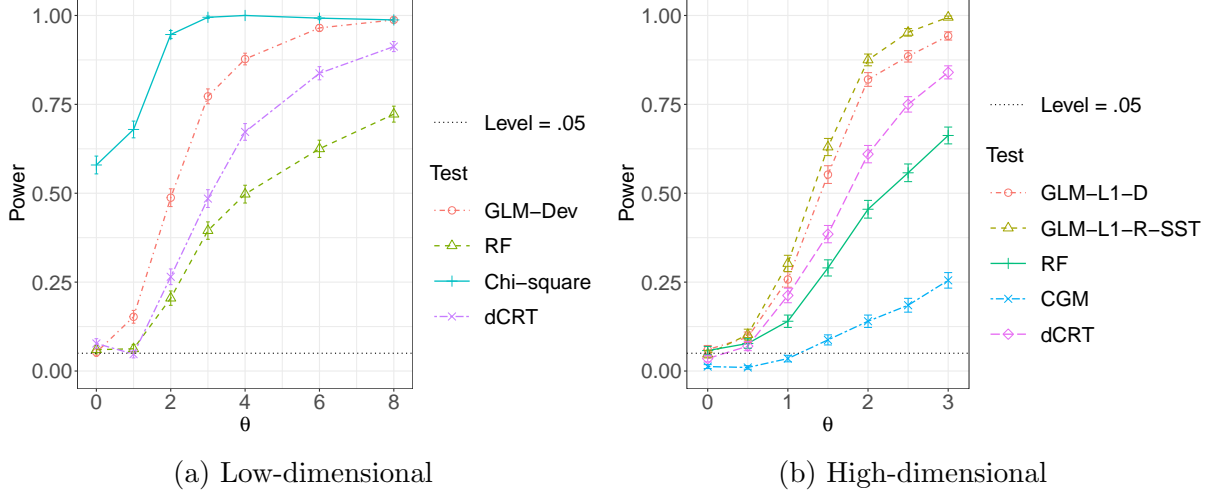 1.00
0.75
0.50
0.25
0.00
Power
0 2 4 6 8
θ
Level = .05
Test
GLM−Dev
RF
Chi−square
dCRT
(a) Low-dimensional
1.00
0.75
0.50
0.25
0.00
Power
0 1 2 3
θ
Level = .05
Test
GLM−L1−D
GLM−L1−R−SST
RF
CGM
dCRT
(b) High-dimensional